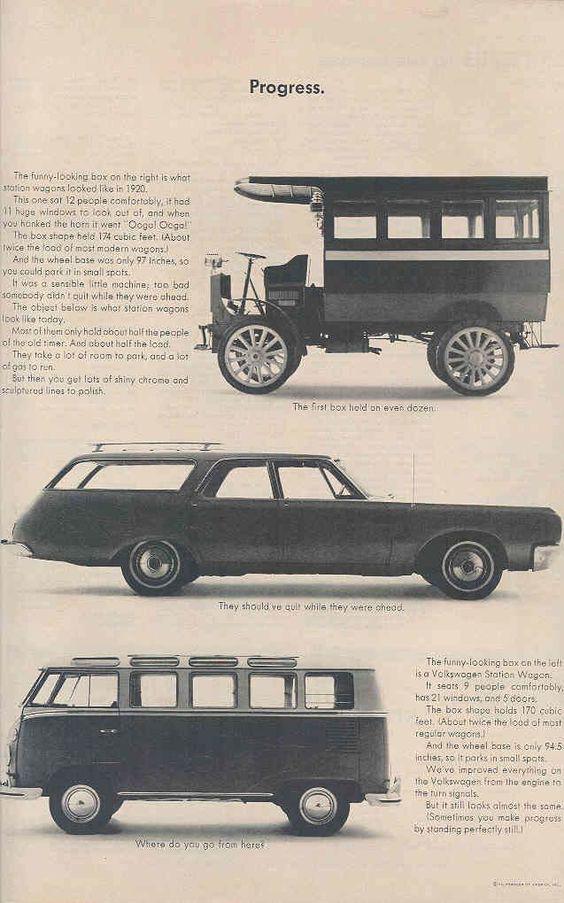 Progress.
The funny-looking box on the right is what
station wagons looked like in 1920.
This one sat 12 people comfortably, it had
11 huge windows to look out of, and when
you honked the horn it went "Ooga! Ooga!"
The box shape held 174 cubic feet. (About
twice the load of most modern wagons.)
And the wheel base was only 97 inches, so
you could park it in small spots.
It was a sensible little machine; too bad
somebody didn't quit while they were ahead.
The object below is what station wagons
look like today.
Most of them only hold about half the people
of the old timer. And about half the load.
They take a lot of room to park, and a lot
of gas to run.
But then you get lots of shiny chrome and
sculptured lines to polish.
The first box held an even dozen.
They should've quit while they were ahead.
The funny-looking box on the left
is a Volkswagen Station Wagon.
It seats 9 people comfortably,
has 21 windows, and 5 doors.
The box shape holds 170 cubic
feet. (About twice the load of most
regular wagons.)
And the wheel base is only 94.5
inches, so it parks in small spots.
We've improved everything on
the Volkswagen from the engine to
the turn signals.
But it still looks almost the same.
(Sometimes you make progress
by standing perfectly still.)
Where do you go from here?